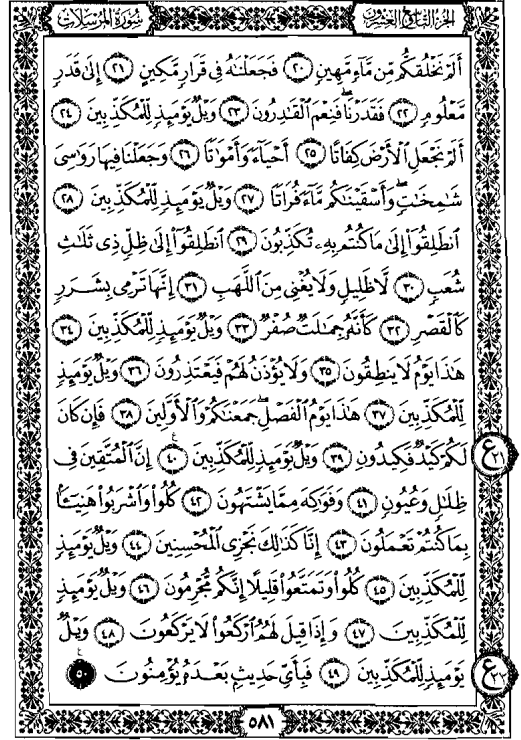 الجزء التاسع والعشرون سورة المرسلات
أَلَمْ نَخْلُقكُّم مِّن مَّآءٍ مَّهِينٍ ٢٠ فَجَعَلْنَٰهُ فِى قَرَارٍ مَّكِينٍ ٢١ إِلَىٰ قَدَرٍ
مَّعْلُومٍ ٢٢ فَقَدَرْنَا فَنِعْمَ ٱلْقَٰدِرُونَ ٢٣ وَيْلٌ يَوْمَئِذٍ لِّلْمُكَذِّبِينَ ٢٤
أَلَمْ نَجْعَلِ ٱلْأَرْضَ كِفَاتًا ٢٥ أَحْيَآءً وَأَمْوَٰتًا ٢٦ وَجَعَلْنَا فِيهَا رَوَٰسِىَ
شَٰمِخَٰتٍ وَأَسْقَيْنَٰكُم مَّآءً فُرَاتًا ٢٧ وَيْلٌ يَوْمَئِذٍ لِّلْمُكَذِّبِينَ ٢٨
ٱنطَلِقُوٓا۟ إِلَىٰ مَا كُنتُم بِهِۦ تُكَذِّبُونَ ٢٩ ٱنطَلِقُوٓا۟ إِلَىٰ ظِلٍّ ذِى ثَلَٰثِ
شُعَبٍ ٣٠ لَّا ظَلِيلٍ وَلَا يُغْنِى مِنَ ٱللَّهَبِ ٣١ إِنَّهَا تَرْمِى بِشَرَرٍ
كَٱلْقَصْرِ ٣٢ كَأَنَّهُۥ جِمَٰلَتٌ صُفْرٌ ٣٣ وَيْلٌ يَوْمَئِذٍ لِّلْمُكَذِّبِينَ ٣٤
هَٰذَا يَوْمُ لَا يَنطِقُونَ ٣٥ وَلَا يُؤْذَنُ لَهُمْ فَيَعْتَذِرُونَ ٣٦ وَيْلٌ يَوْمَئِذٍ
لِّلْمُكَذِّبِينَ ٣٧ هَٰذَا يَوْمُ ٱلْفَصْلِ جَمَعْنَٰكُمْ وَٱلْأَوَّلِينَ ٣٨ فَإِن كَانَ
لَكُمْ كَيْدٌ فَكِيدُونِ ٣٩ وَيْلٌ يَوْمَئِذٍ لِّلْمُكَذِّبِينَ ٤٠ إِنَّ ٱلْمُتَّقِينَ فِى
ع ٢١
ظِلَٰلٍ وَعُيُونٍ ٤١ وَفَوَٰكِهَ مِمَّا يَشْتَهُونَ ٤٢ كُلُوا۟ وَٱشْرَبُوا۟ هَنِيٓـًٔا
بِمَا كُنتُمْ تَعْمَلُونَ ٤٣ إِنَّا كَذَٰلِكَ نَجْزِى ٱلْمُحْسِنِينَ ٤٤ وَيْلٌ يَوْمَئِذٍ
لِّلْمُكَذِّبِينَ ٤٥ كُلُوا۟ وَتَمَتَّعُوا۟ قَلِيلًا إِنَّكُم مُّجْرِمُونَ ٤٦ وَيْلٌ يَوْمَئِذٍ
لِّلْمُكَذِّبِينَ ٤٧ وَإِذَا قِيلَ لَهُمُ ٱرْكَعُوا۟ لَا يَرْكَعُونَ ٤٨ وَيْلٌ
يَوْمَئِذٍ لِّلْمُكَذِّبِينَ ٤٩ فَبِأَىِّ حَدِيثٍۭ بَعْدَهُۥ يُؤْمِنُونَ ٥٠
ع ٢٢
٥٨١